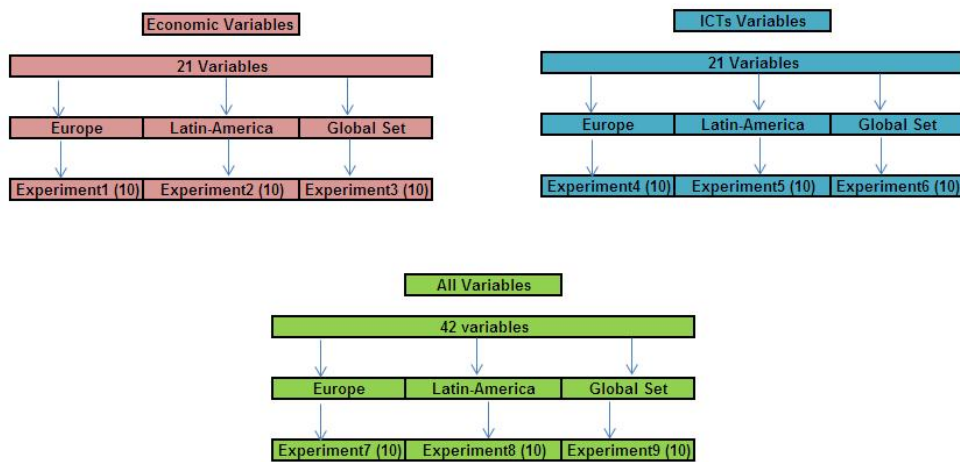 Economic Variables
21 Variables
Europe Latin-America Global Set
Experiment1 (10) Experiment2 (10) Experiment3 (10)
ICTs Variables
21 Variables
Europe Latin-America Global Set
Experiment4 (10) Experiment5 (10) Experiment6 (10)
All Variables
42 variables
Europe Latin-America Global Set
Experiment7 (10) Experiment8 (10) Experiment9 (10)